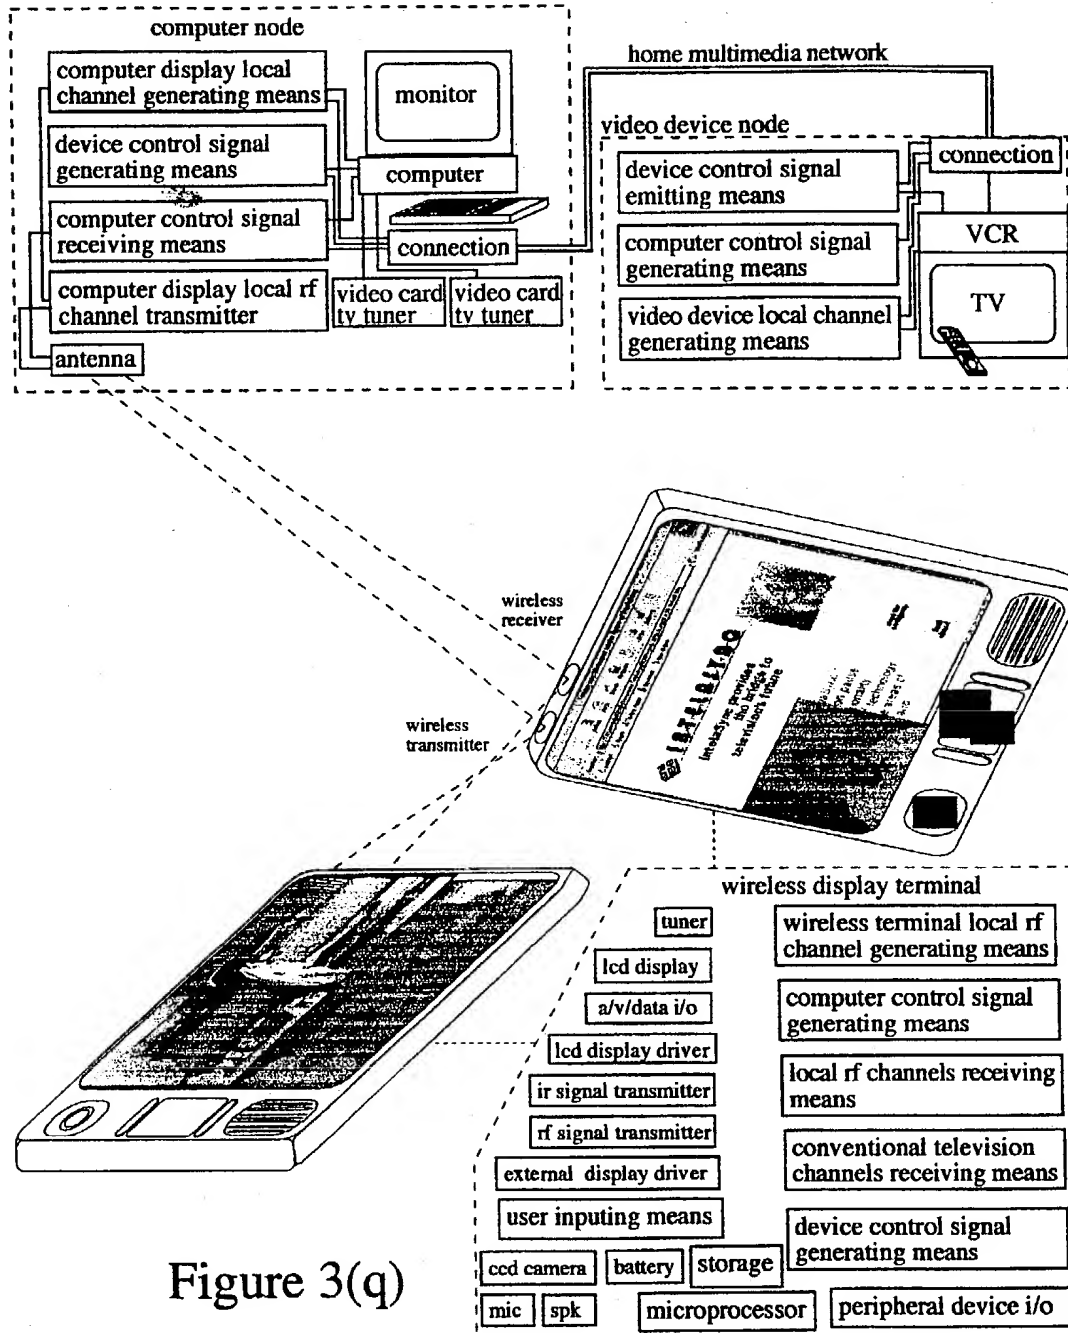 computer node
computer display local
channel generating means
monitor
device control signal
generating means
computer
computer control signal
receiving means
connection
computer display local rf
channel transmitter
video card
tv tuner
video card
tv tuner
antenna
home multimedia network
video device node
device control signal
emitting means
connection
computer control signal
generating means
VCR
video device local channel
generating means
TV
wireless
receiver
wireless
transmitter
provides
the bridge to
television's future
technology
areas of
wireless display terminal
tuner
lcd display
a/v/data i/o
lcd display driver
ir signal transmitter
rf signal transmitter
external display driver
user inputing means
ccd camera
battery
storage
mic
spk
microprocessor
wireless terminal local rf
channel generating means
computer control signal
generating means
local rf channels receiving
means
conventional television
channels receiving means
device control signal
generating means
peripheral device i/o
Figure 3(q)